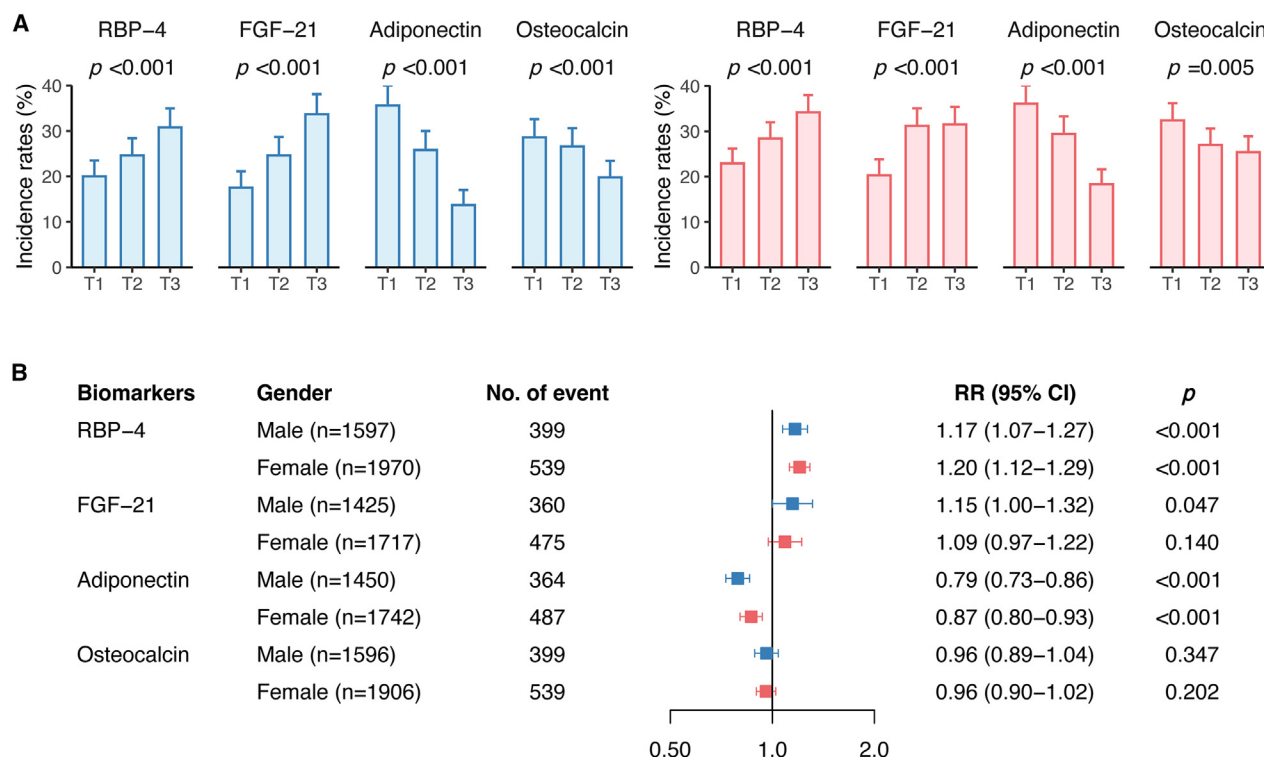 A
RBP−4 FGF−21 Adiponectin Osteocalcin RBP−4 FGF−21 Adiponectin Osteocalcin
p <0.001 p <0.001 p <0.001 p <0.001 p <0.001 p <0.001 p <0.001 p =0.005
Incidence rates (%)
40
30
20
10
0
T1 T2 T3 T1 T2 T3 T1 T2 T3 T1 T2 T3
Incidence rates (%)
40
30
20
10
0
T1 T2 T3 T1 T2 T3 T1 T2 T3 T1 T2 T3
B
Biomarkers Gender No. of event RR (95% CI) p
RBP−4 Male (n=1597) 399 1.17 (1.07−1.27) <0.001
Female (n=1970) 539 1.20 (1.12−1.29) <0.001
FGF−21 Male (n=1425) 360 1.15 (1.00−1.32) 0.047
Female (n=1717) 475 1.09 (0.97−1.22) 0.140
Adiponectin Male (n=1450) 364 0.79 (0.73−0.86) <0.001
Female (n=1742) 487 0.87 (0.80−0.93) <0.001
Osteocalcin Male (n=1596) 399 0.96 (0.89−1.04) 0.347
Female (n=1906) 539 0.96 (0.90−1.02) 0.202
0.50 1.0 2.0